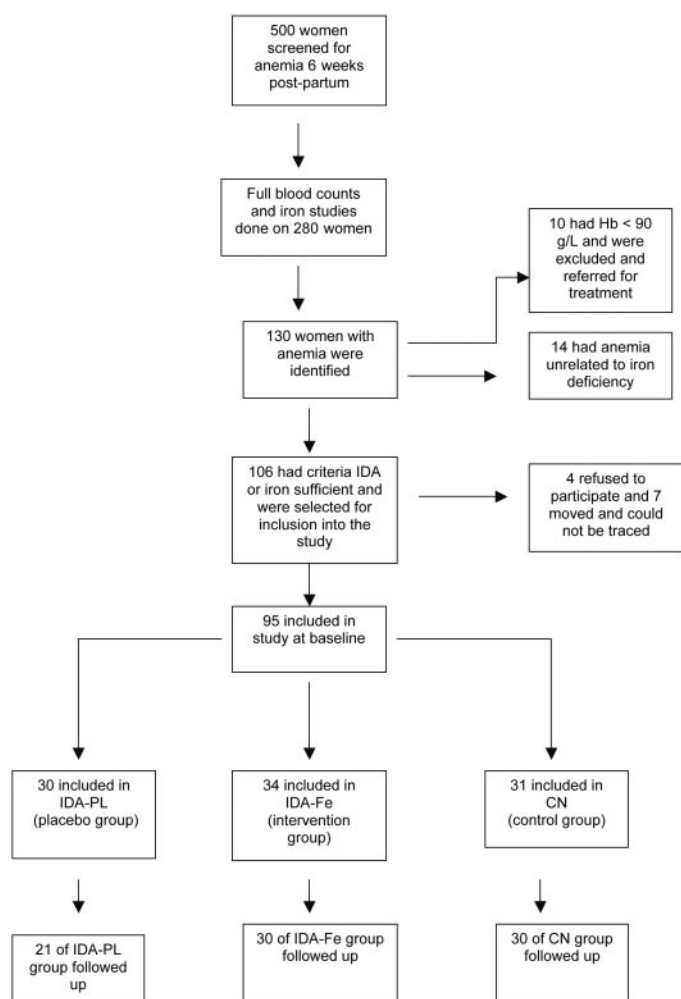 500 women
screened for
anemia 6 weeks
post-partum
Full blood counts
and iron studies
done on 280 women
10 had Hb < 90
g/L and were
excluded and
referred for
treatment
130 women with
anemia were
identified
14 had anemia
unrelated to iron
deficiency
106 had criteria IDA
or iron sufficient and
were selected for
inclusion into the
study
4 refused to
participate and 7
moved and could
not be traced
95 included in
study at baseline
30 included in
IDA-PL
(placebo group)
34 included in
IDA-Fe
(intervention
group)
31 included in
CN
(control group)
21 of IDA-PL
group followed
up
30 of IDA-Fe group
followed up
30 of CN group
followed up